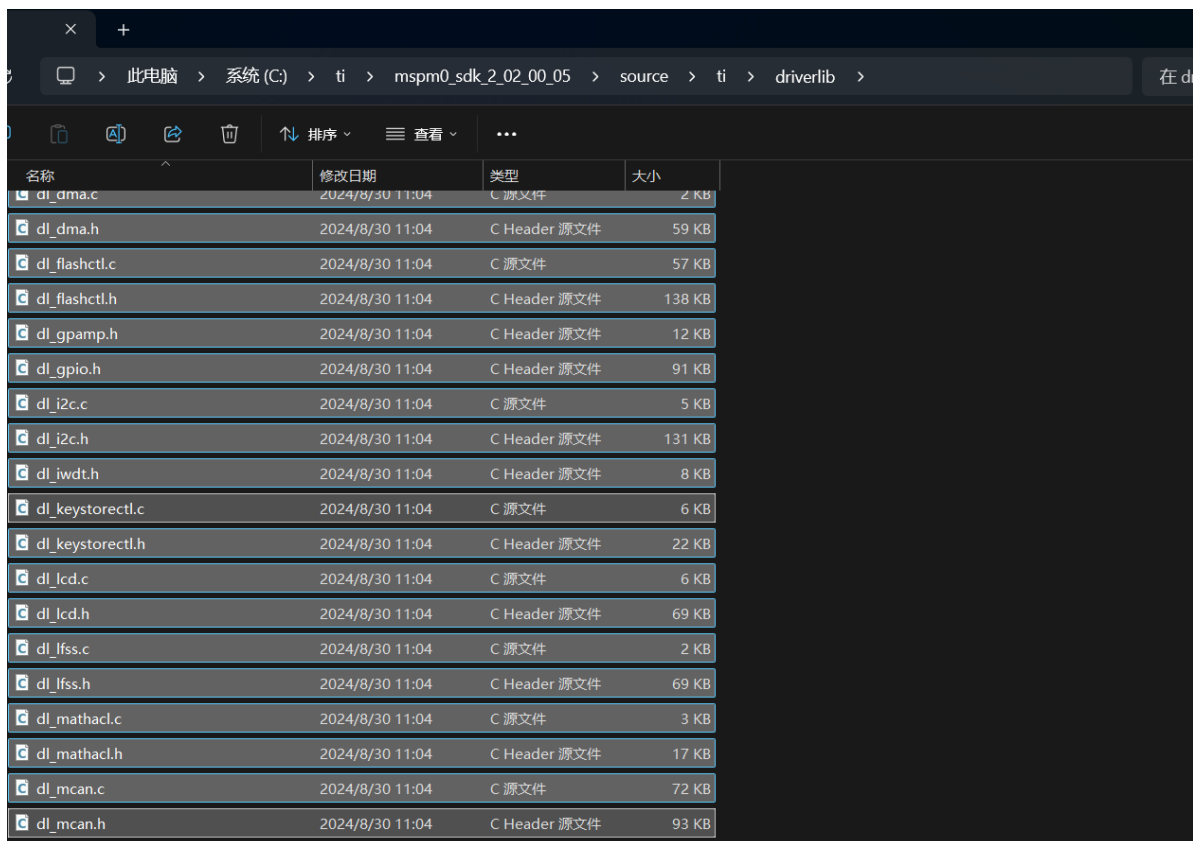 此电脑 > 系统 (C:) > ti > mspm0_sdk_2_02_00_05 > source > ti > driverlib >
排序 查看
名称 修改日期 类型 大小
dl_dma.c 2024/8/30 11:04 C 源文件 2 KB
dl_dma.h 2024/8/30 11:04 C Header 源文件 59 KB
dl_flashctl.c 2024/8/30 11:04 C 源文件 57 KB
dl_flashctl.h 2024/8/30 11:04 C Header 源文件 138 KB
dl_gpamp.h 2024/8/30 11:04 C Header 源文件 12 KB
dl_gpio.h 2024/8/30 11:04 C Header 源文件 91 KB
dl_i2c.c 2024/8/30 11:04 C 源文件 5 KB
dl_i2c.h 2024/8/30 11:04 C Header 源文件 131 KB
dl_iwdt.h 2024/8/30 11:04 C Header 源文件 8 KB
dl_keystorectl.c 2024/8/30 11:04 C 源文件 6 KB
dl_keystorectl.h 2024/8/30 11:04 C Header 源文件 22 KB
dl_lcd.c 2024/8/30 11:04 C 源文件 6 KB
dl_lcd.h 2024/8/30 11:04 C Header 源文件 69 KB
dl_lfss.c 2024/8/30 11:04 C 源文件 2 KB
dl_lfss.h 2024/8/30 11:04 C Header 源文件 69 KB
dl_mathacl.c 2024/8/30 11:04 C 源文件 3 KB
dl_mathacl.h 2024/8/30 11:04 C Header 源文件 17 KB
dl_mcan.c 2024/8/30 11:04 C 源文件 72 KB
dl_mcan.h 2024/8/30 11:04 C Header 源文件 93 KB